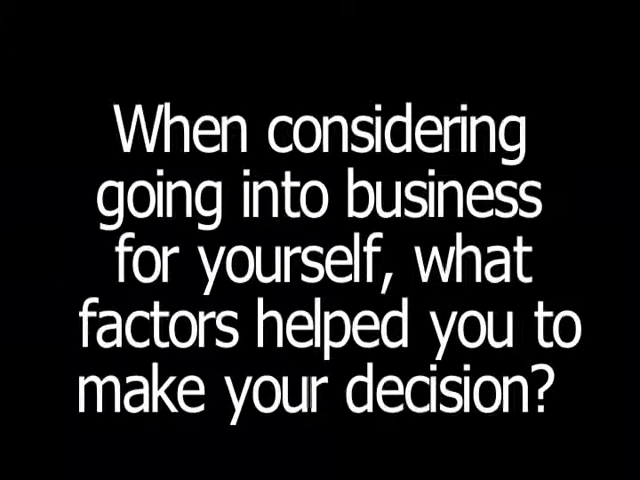 When considering
going into business
for yourself, what
factors helped you to
make your decision?